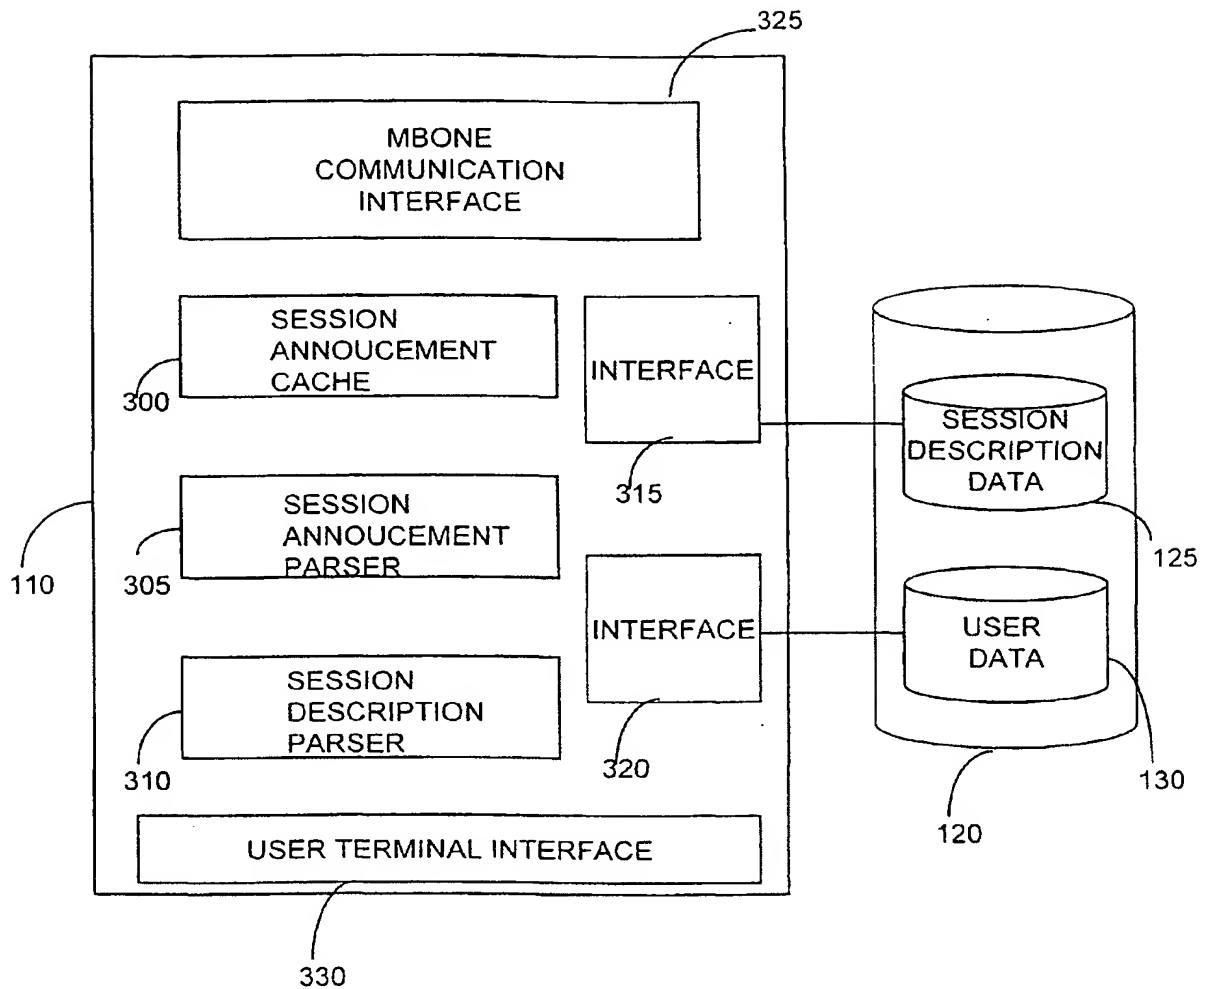 325
MBONE
COMMUNICATION
INTERFACE
SESSION
ANNOUCEMENT
CACHE
300
INTERFACE
315
SESSION
DESCRIPTION
DATA
125
SESSION
ANNOUCEMENT
PARSER
305
110
INTERFACE
320
USER
DATA
130
120
SESSION
DESCRIPTION
PARSER
310
USER TERMINAL INTERFACE
330